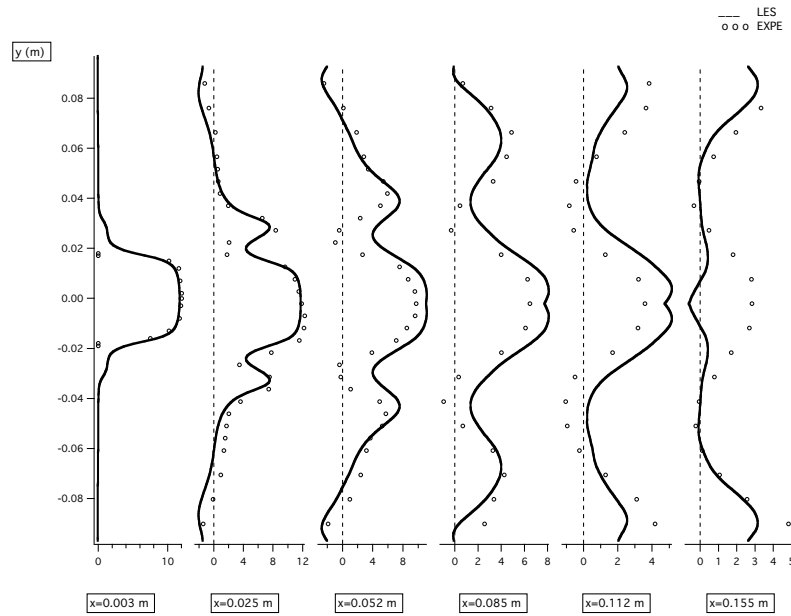 ___ LES
o o o EXPE
y (m)
0.08
0.06
0.04
0.02
0.00
-0.02
-0.04
-0.06
-0.08
0 10 0 4 8 12 0 4 8 0 2 4 6 8 0 2 4 0 1 2 3 4
x=0.003 m x=0.025 m x=0.052 m x=0.085 m x=0.112 m x=0.155 m